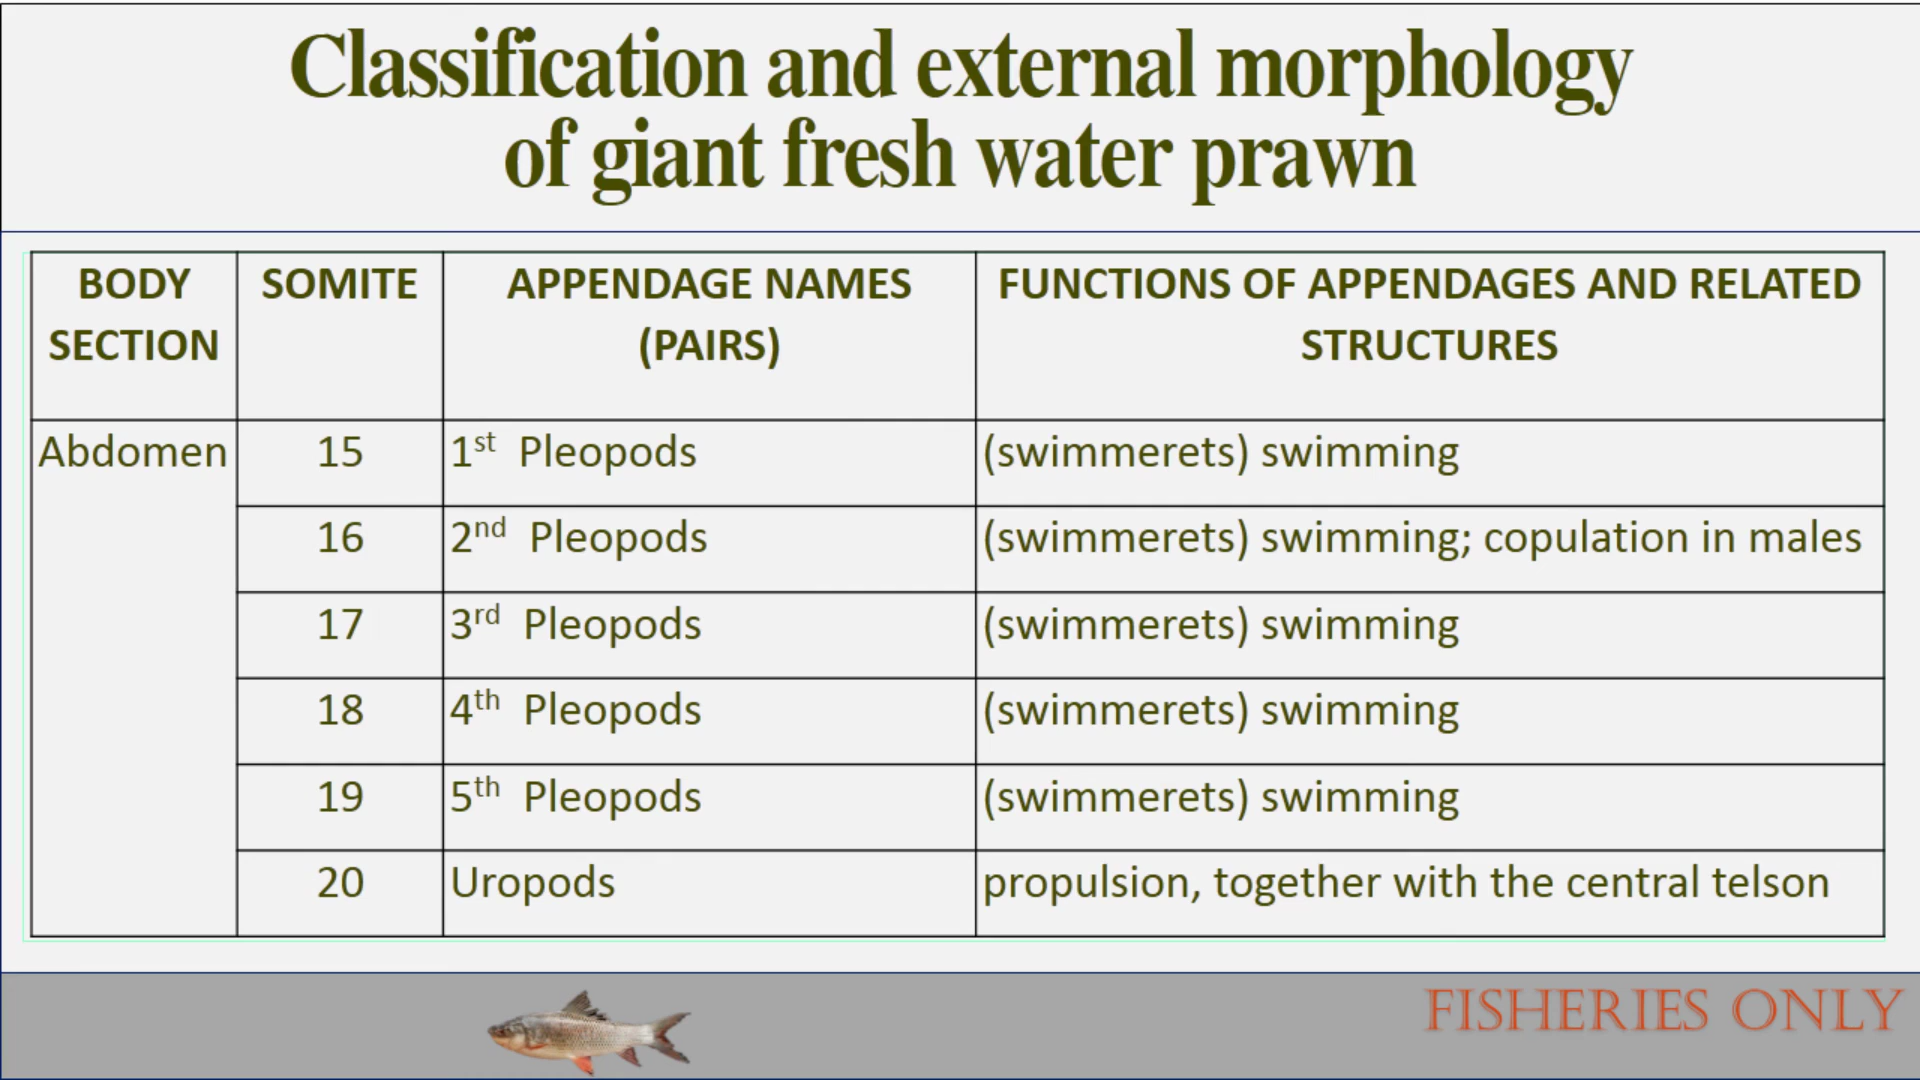 Classification and external morphology
of giant fresh water prawn
BODY SECTION SOMITE APPENDAGE NAMES (PAIRS) FUNCTIONS OF APPENDAGES AND RELATED STRUCTURES
Abdomen 15 1st Pleopods (swimmerets) swimming
16 2nd Pleopods (swimmerets) swimming; copulation in males
17 3rd Pleopods (swimmerets) swimming
18 4th Pleopods (swimmerets) swimming
19 5th Pleopods (swimmerets) swimming
20 Uropods propulsion, together with the central telson
FISHERIES ONLY